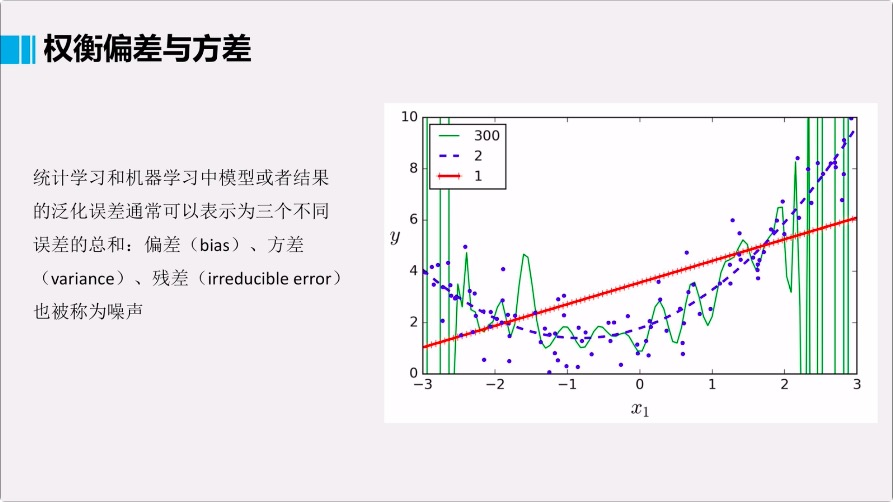 权衡偏差与方差
统计学习和机器学习中模型或者结果
的泛化误差通常可以表示为三个不同
误差的总和：偏差（bias）、方差
（variance）、残差（irreducible error）
也被称为噪声
10
8
6
4
2
0
y
300
2
1
−3 −2 −1 0 1 2 3
x₁